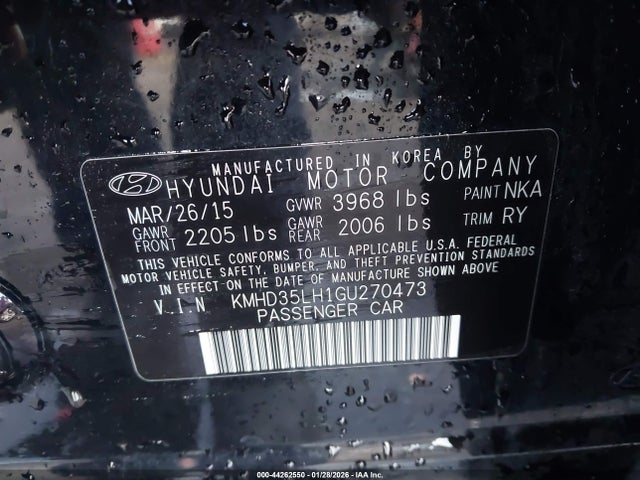 MANUFACTURED IN KOREA BY
HYUNDAI MOTOR COMPANY
MAR/26/15 GVWR 3968 lbs PAINT NKA
GAWR FRONT 2205 lbs GAWR REAR 2006 lbs TRIM RY
THIS VEHICLE CONFORMS TO ALL APPLICABLE U.S.A. FEDERAL
MOTOR VEHICLE SAFETY, BUMPER, AND THEFT PREVENTION STANDARDS
IN EFFECT ON THE DATE OF MANUFACTURE SHOWN ABOVE
V.I.N KMHD35LH1GU270473
PASSENGER CAR
000-44262550 - 01/28/2026 - IAA Inc.